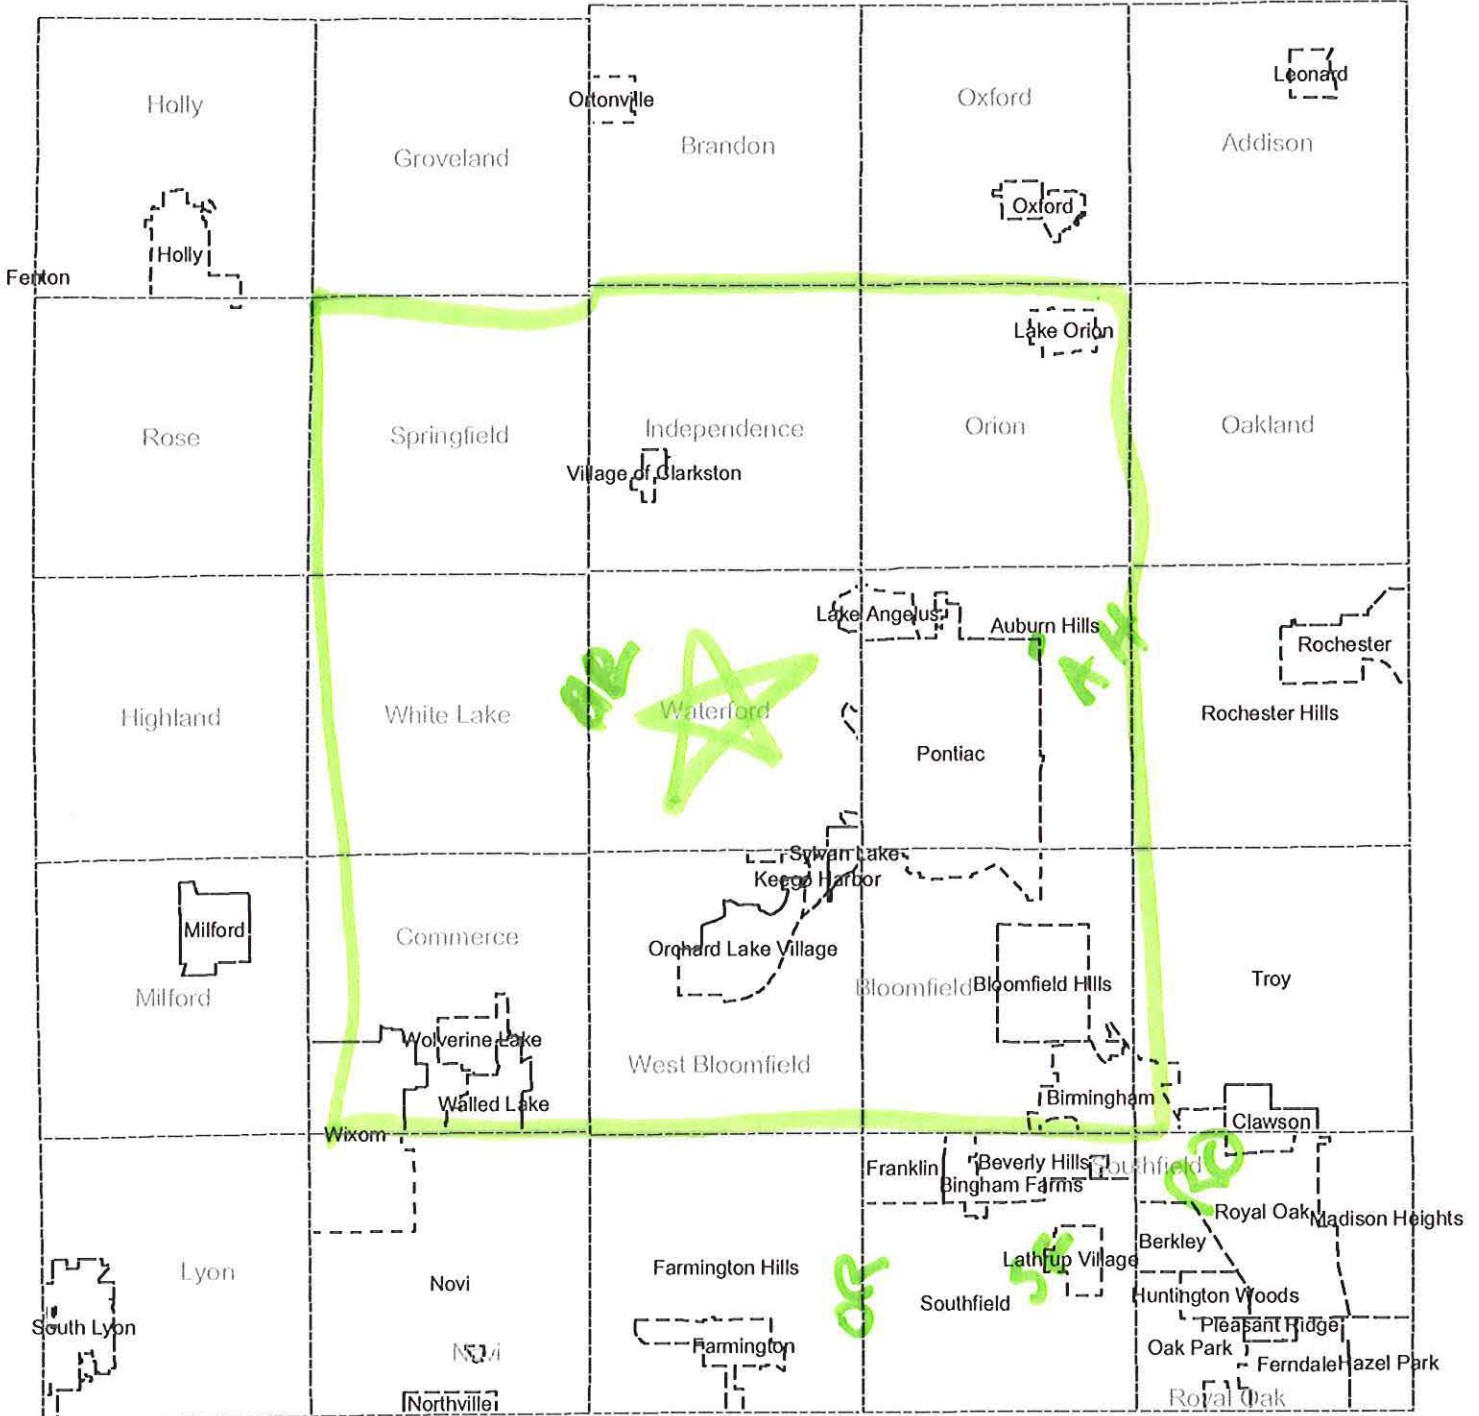 Leonard
Holly
Ortonville
Oxford
Groveland
Brandon
Addison
Oxford
Holly
Fenton
Lake Orion
Rose
Springfield
Independence
Orion
Oakland
Village of Clarkston
Lake Angelus
Auburn Hills
AH
Rochester
BR
Highland
White Lake
Waterford
Rochester Hills
Pontiac
Sylvan Lake
Keego Harbor
Milford
Commerce
Orchard Lake Village
Milford
Bloomfield
Bloomfield Hills
Troy
Wolverine Lake
West Bloomfield
Walled Lake
Birmingham
Clawson
Wixom
Franklin
Beverly Hills
Southfield
RO
Bingham Farms
Royal Oak
Madison Heights
Berkley
Lyon
Novi
Farmington Hills
OR
Lathrup Village
Southfield
Huntington Woods
South Lyon
Pleasant Ridge
Novi
Farmington
Oak Park
Ferndale
Hazel Park
Northville
Royal Oak